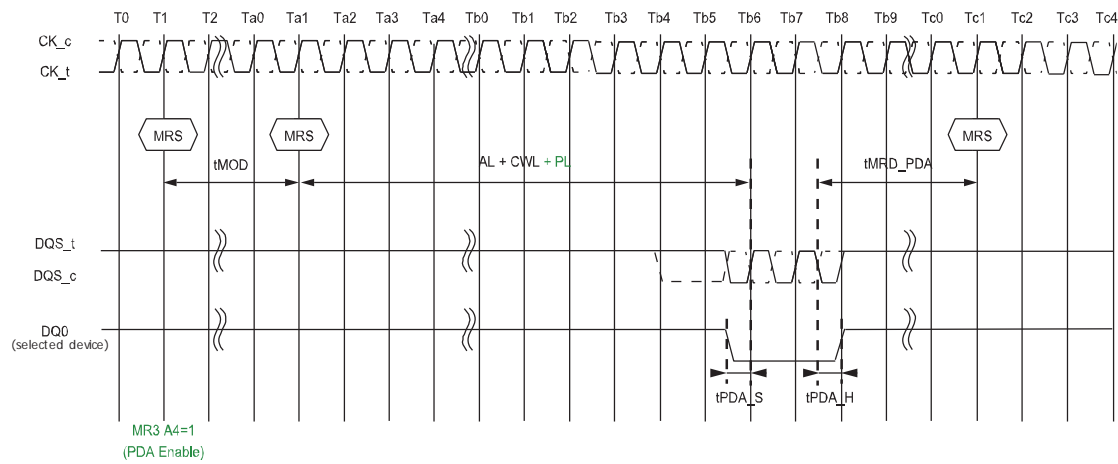 T0 T1 T2 Ta0 Ta1 Ta2 Ta3 Ta4 Tb0 Tb1 Tb2 Tb3 Tb4 Tb5 Tb6 Tb7 Tb8 Tb9 Tc0 Tc1 Tc2 Tc3 Tc4
CK_c
CK_t
MRS MRS MRS
tMOD AL + CWL + PL tMRD_PDA
DQS_t
DQS_c
DQ0
(selected device)
tPDA_S tPDA_H
MR3 A4=1
(PDA Enable)